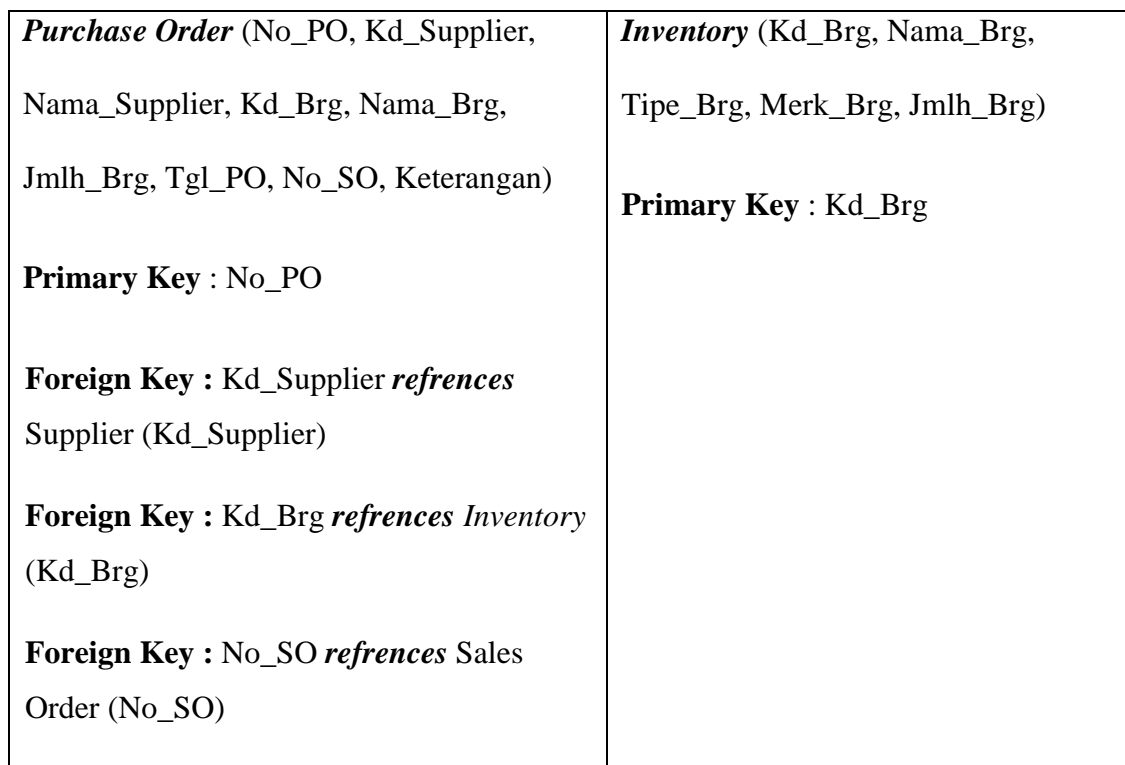 Purchase Order (No_PO, Kd_Supplier,
Nama_Supplier, Kd_Brg, Nama_Brg,
Jmlh_Brg, Tgl_PO, No_SO, Keterangan)
Primary Key : No_PO
Foreign Key : Kd_Supplier refrences
Supplier (Kd_Supplier)
Foreign Key : Kd_Brg refrences Inventory
(Kd_Brg)
Foreign Key : No_SO refrences Sales
Order (No_SO)
Inventory (Kd_Brg, Nama_Brg,
Tipe_Brg, Merk_Brg, Jmlh_Brg)
Primary Key : Kd_Brg